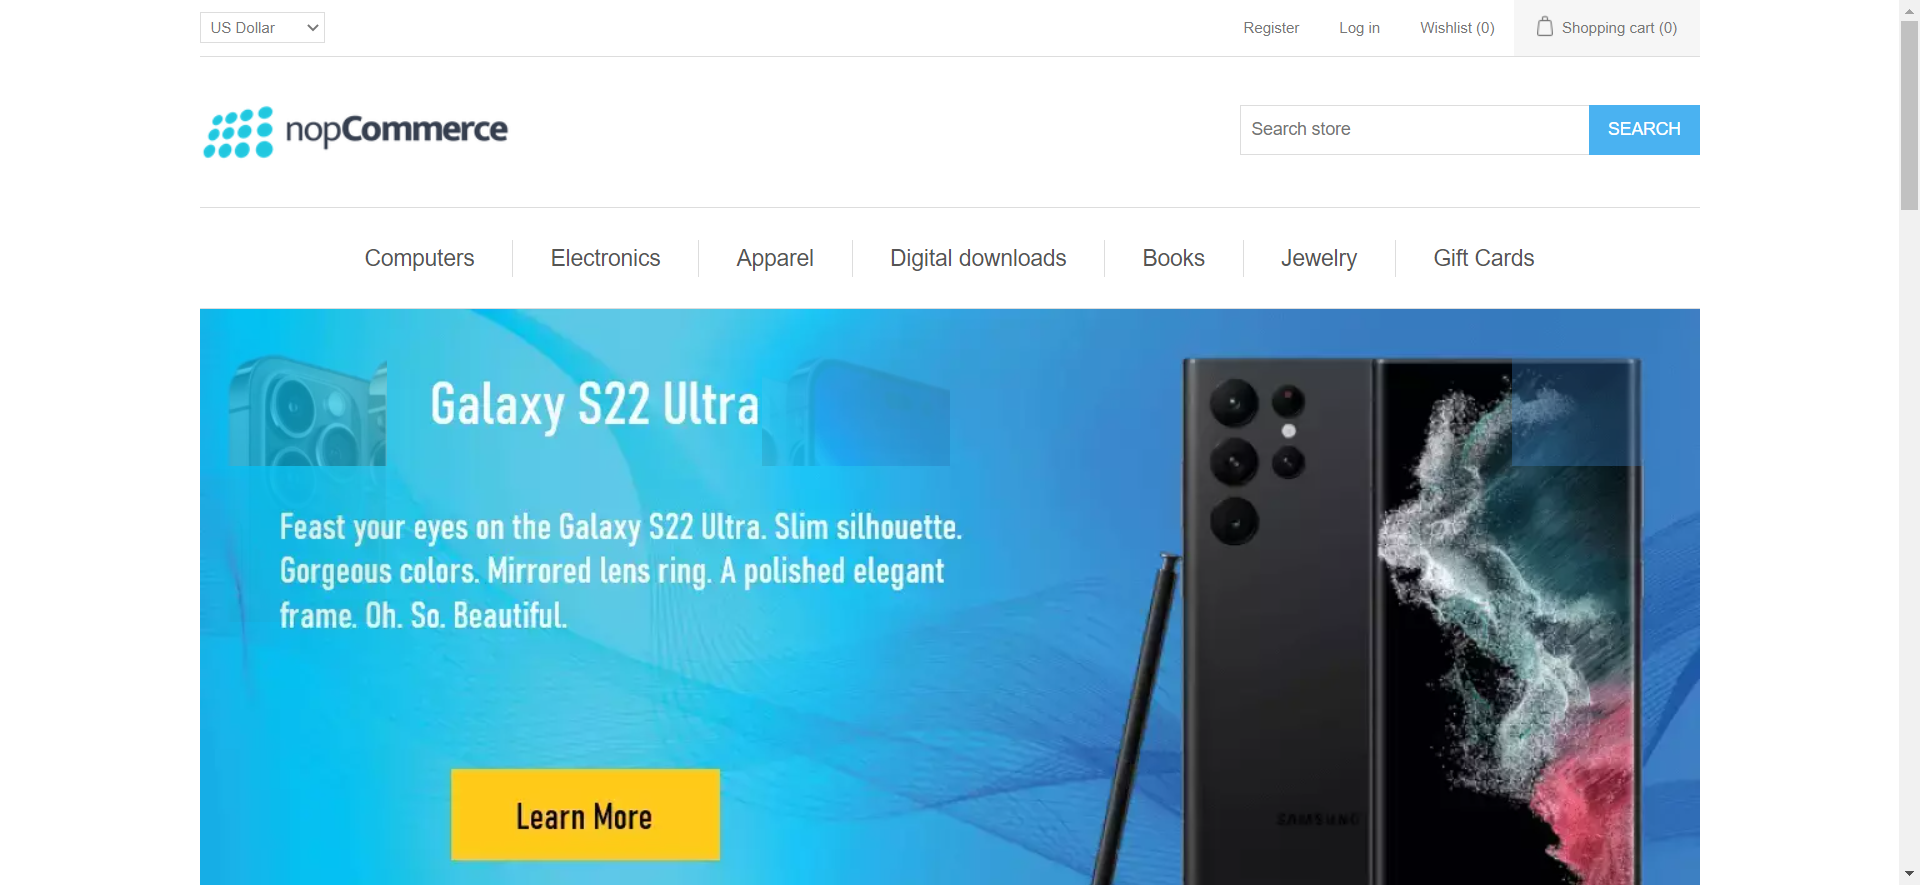 US Dollar
Register
Log in
Wishlist (0)
Shopping cart (0)
nopCommerce
Search store
SEARCH
Computers
Electronics
Apparel
Digital downloads
Books
Jewelry
Gift Cards
Galaxy S22 Ultra
Feast your eyes on the Galaxy S22 Ultra. Slim silhouette.
Gorgeous colors. Mirrored lens ring. A polished elegant
frame. Oh. So. Beautiful.
Learn More
SAMSUNG